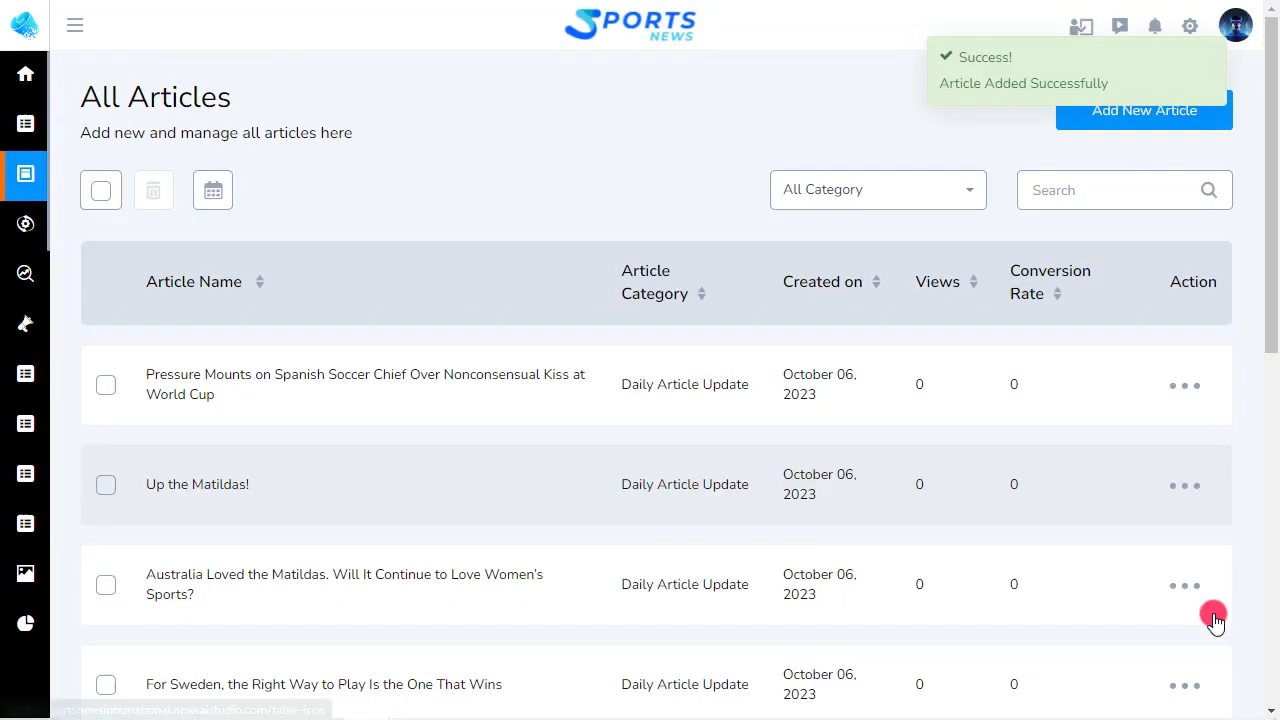 SPORTS
NEWS
Success!
Article Added Successfully
All Articles
Add New Article
Add new and manage all articles here
All Category
Search
Article Name
Article
Category
Created on
Views
Conversion
Rate
Action
Pressure Mounts on Spanish Soccer Chief Over Nonconsensual Kiss at
World Cup
Daily Article Update
October 06,
2023
0
0
Up the Matildas!
Daily Article Update
October 06,
2023
0
0
Australia Loved the Matildas. Will It Continue to Love Women's
Sports?
Daily Article Update
October 06,
2023
0
0
For Sweden, the Right Way to Play Is the One That Wins
Daily Article Update
October 06,
2023
0
0